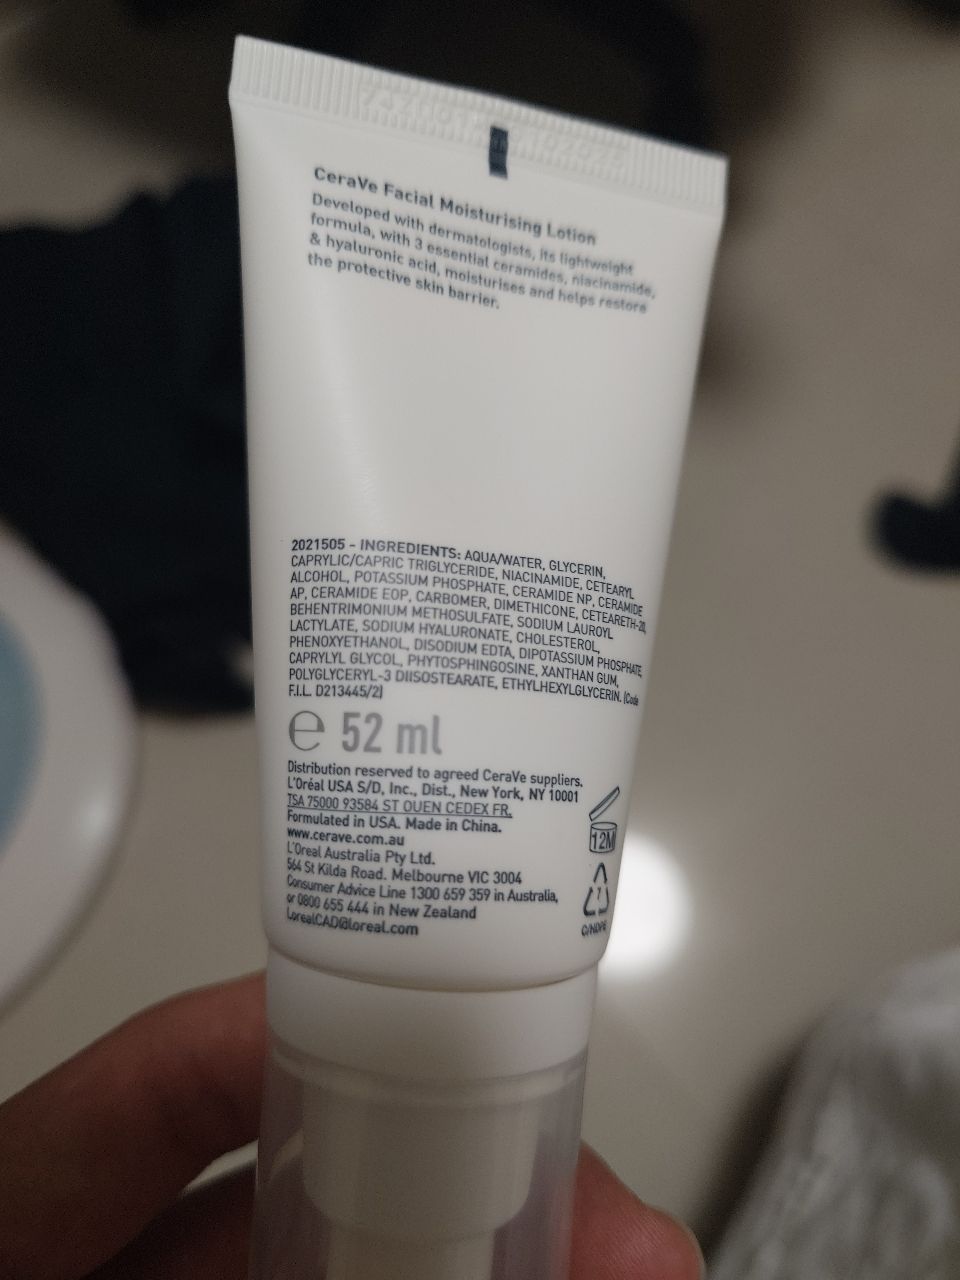 CeraVe Facial Moisturising Lotion
Developed with dermatologists, its lightweight
formula, with 3 essential ceramides, niacinamide,
& hyaluronic acid, moisturises and helps restore
the protective skin barrier.
2021505 - INGREDIENTS: AQUA/WATER, GLYCERIN,
CAPRYLIC/CAPRIC TRIGLYCERIDE, NIACINAMIDE, CETEARYL
ALCOHOL, POTASSIUM PHOSPHATE, CERAMIDE NP, CERAMIDE
AP, CERAMIDE EOP, CARBOMER, DIMETHICONE, CETEARETH-20,
BEHENTRIMONIUM METHOSULFATE, SODIUM LAUROYL
LACTYLATE, SODIUM HYALURONATE, CHOLESTEROL,
PHENOXYETHANOL, DISODIUM EDTA, DIPOTASSIUM PHOSPHATE,
CAPRYLYL GLYCOL, PHYTOSPHINGOSINE, XANTHAN GUM,
POLYGLYCERYL-3 DIISOSTEARATE, ETHYLHEXYLGLYCERIN. (Code
F.I.L. D213445/2)
e 52 ml
Distribution reserved to agreed CeraVe suppliers.
L'Oréal USA S/D, Inc., Dist., New York, NY 10001
TSA 75000 93584 ST OUEN CEDEX FR.
Formulated in USA. Made in China.
www.cerave.com.au
L'Oreal Australia Pty Ltd.
564 St Kilda Road. Melbourne VIC 3004
Consumer Advice Line 1300 659 359 in Australia,
or 0800 655 444 in New Zealand
LorealCAD@loreal.com
12M
7